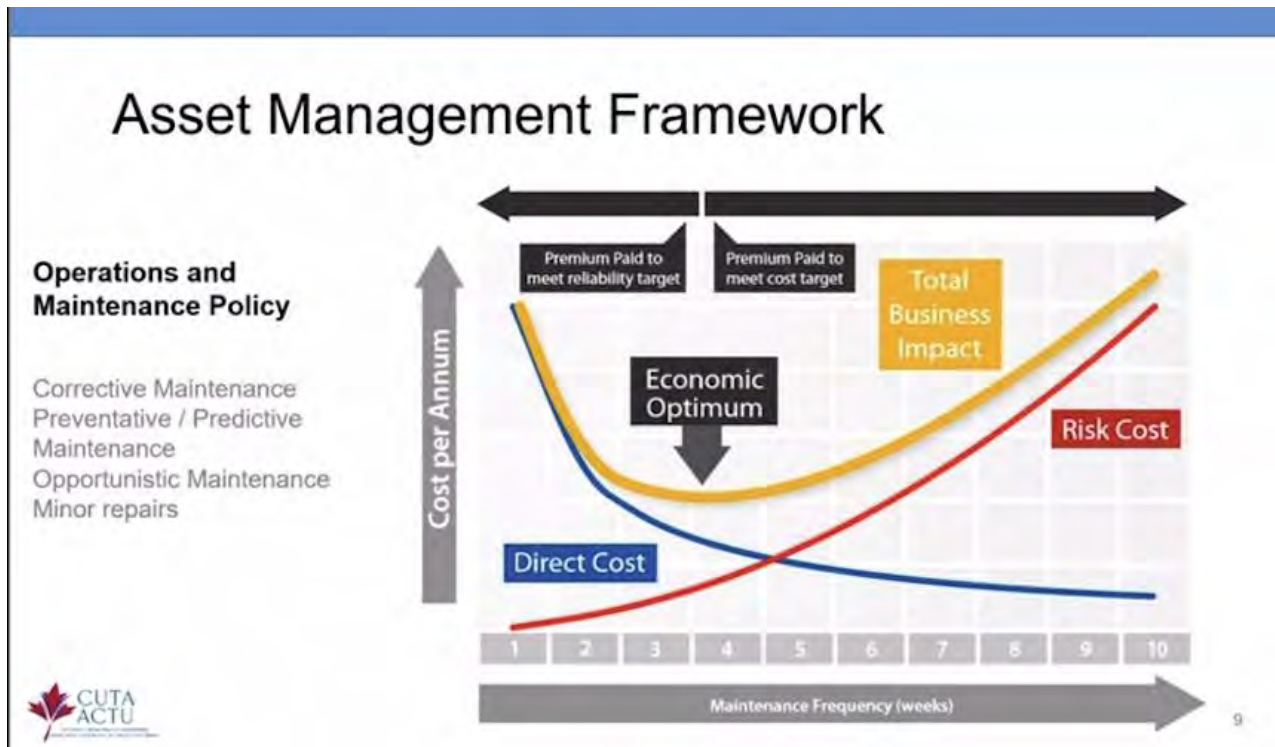 Asset Management Framework
Operations and
Maintenance Policy
Corrective Maintenance
Preventative / Predictive
Maintenance
Opportunistic Maintenance
Minor repairs
Cost per Annum
Premium Paid to
meet reliability target
Premium Paid to
meet cost target
Total
Business
Impact
Economic
Optimum
Risk Cost
Direct Cost
1 2 3 4 5 6 7 8 9 10
Maintenance Frequency (weeks)
CUTA
ACTU
9